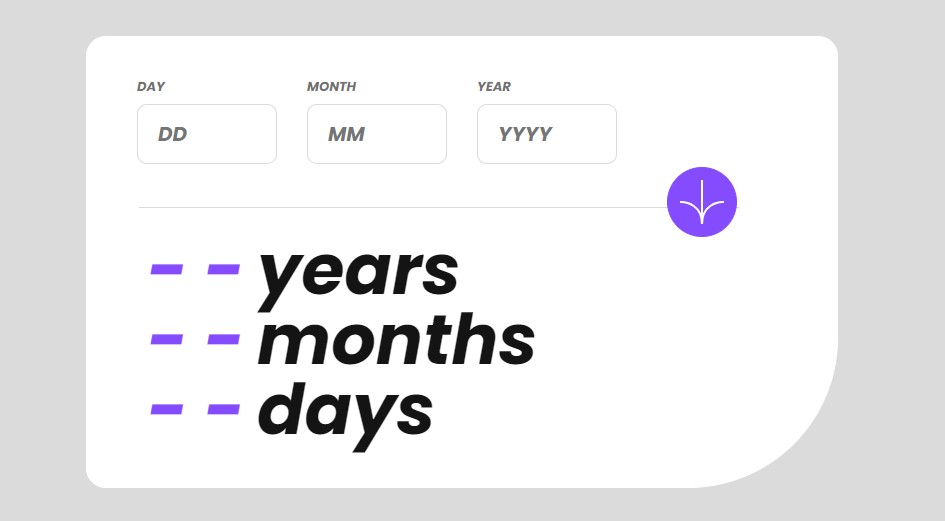 DAY MONTH YEAR
DD MM YYYY
- - years
- - months
- - days